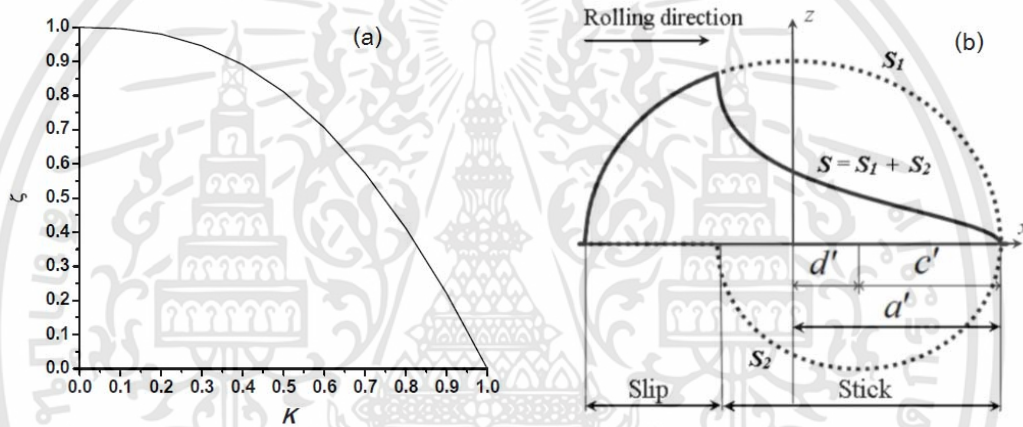 (a)
1.0
0.9
0.8
0.7
0.6
0.5
0.4
0.3
0.2
0.1
0.0
ζ
0.0 0.1 0.2 0.3 0.4 0.5 0.6 0.7 0.8 0.9 1.0
K
Rolling direction
z
(b)
S₁
S = S₁ + S₂
x
d' c'
a'
S₂
Slip Stick